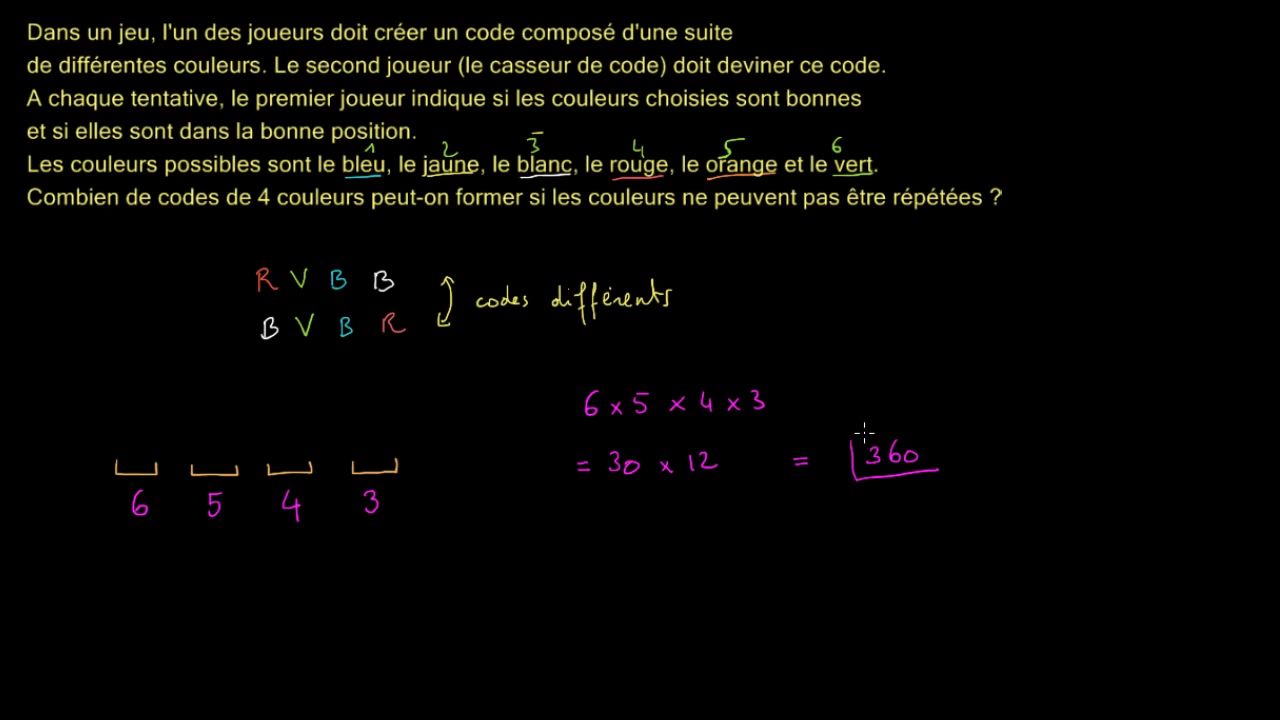 Dans un jeu, l'un des joueurs doit créer un code composé d'une suite
de différentes couleurs. Le second joueur (le casseur de code) doit deviner ce code.
A chaque tentative, le premier joueur indique si les couleurs choisies sont bonnes
et si elles sont dans la bonne position.
1 2 3 4 5 6
Les couleurs possibles sont le bleu, le jaune, le blanc, le rouge, le orange et le vert.
Combien de codes de 4 couleurs peut-on former si les couleurs ne peuvent pas être répétées ?
R V B B
codes différents
B V B R
6 x 5 x 4 x 3
= 30 x 12 = 360
6 5 4 3